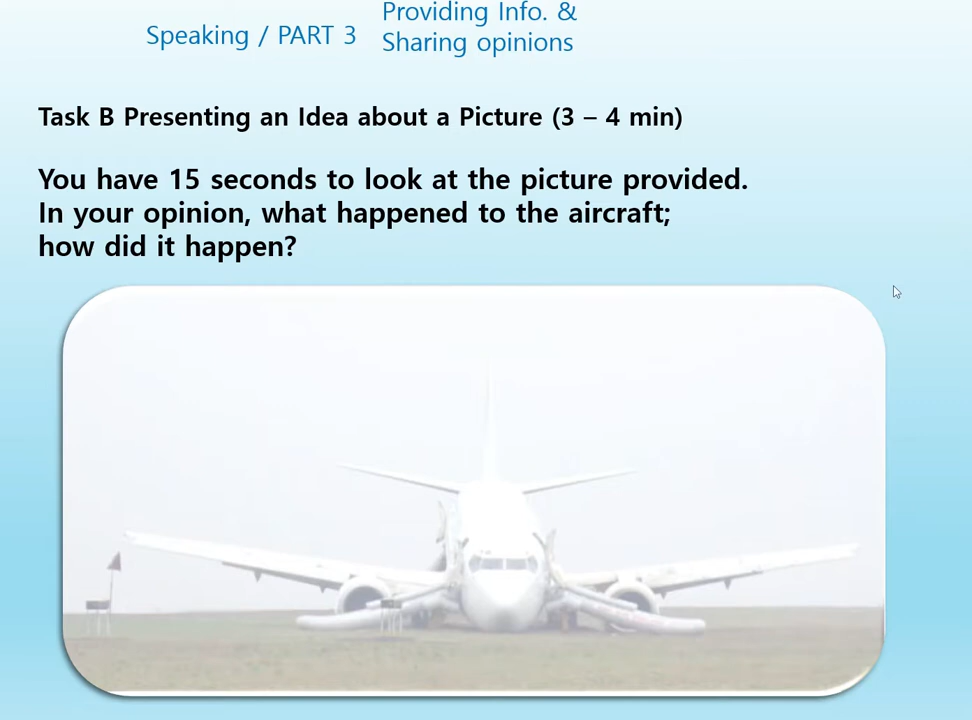 Speaking / PART 3
Providing Info. &
Sharing opinions
Task B Presenting an Idea about a Picture (3 – 4 min)
You have 15 seconds to look at the picture provided.
In your opinion, what happened to the aircraft;
how did it happen?